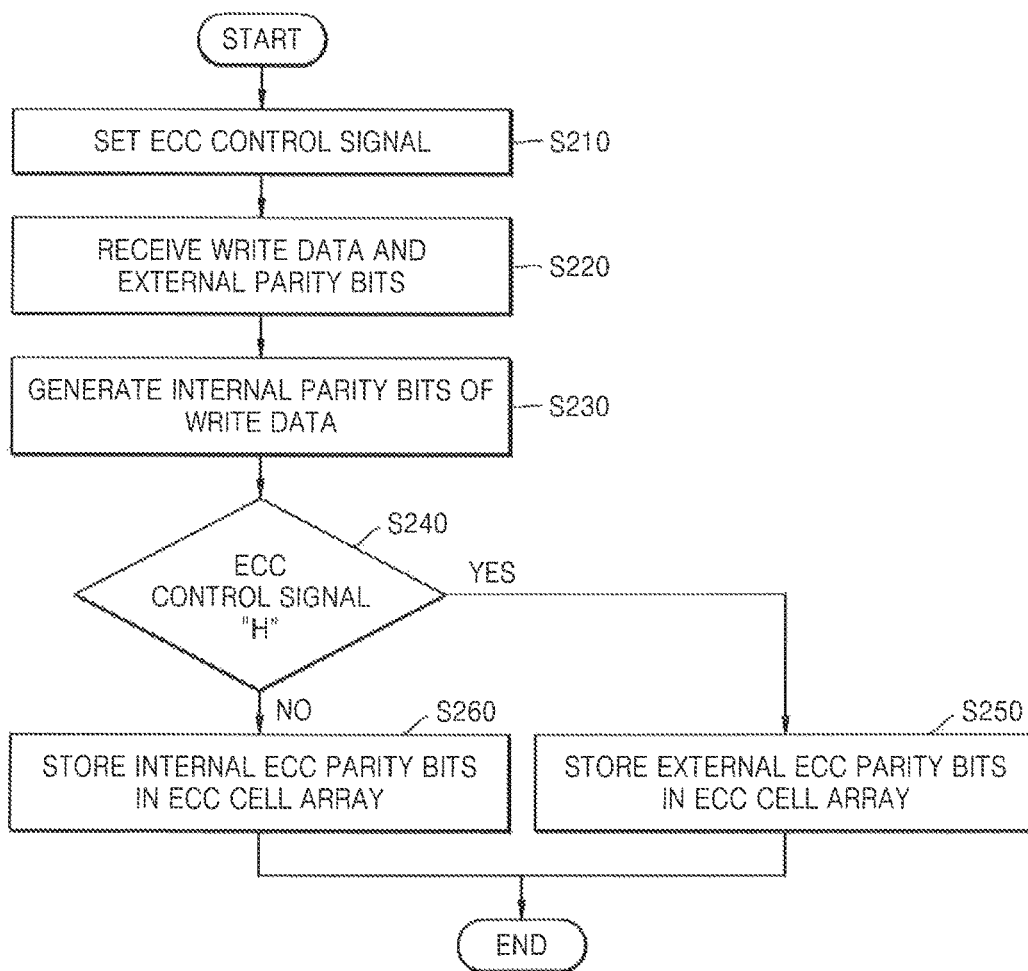 START
SET ECC CONTROL SIGNAL
S210
RECEIVE WRITE DATA AND
EXTERNAL PARITY BITS
S220
GENERATE INTERNAL PARITY BITS OF
WRITE DATA
S230
S240
ECC
CONTROL SIGNAL
"H"
YES
NO
S260
STORE INTERNAL ECC PARITY BITS
IN ECC CELL ARRAY
S250
STORE EXTERNAL ECC PARITY BITS
IN ECC CELL ARRAY
END